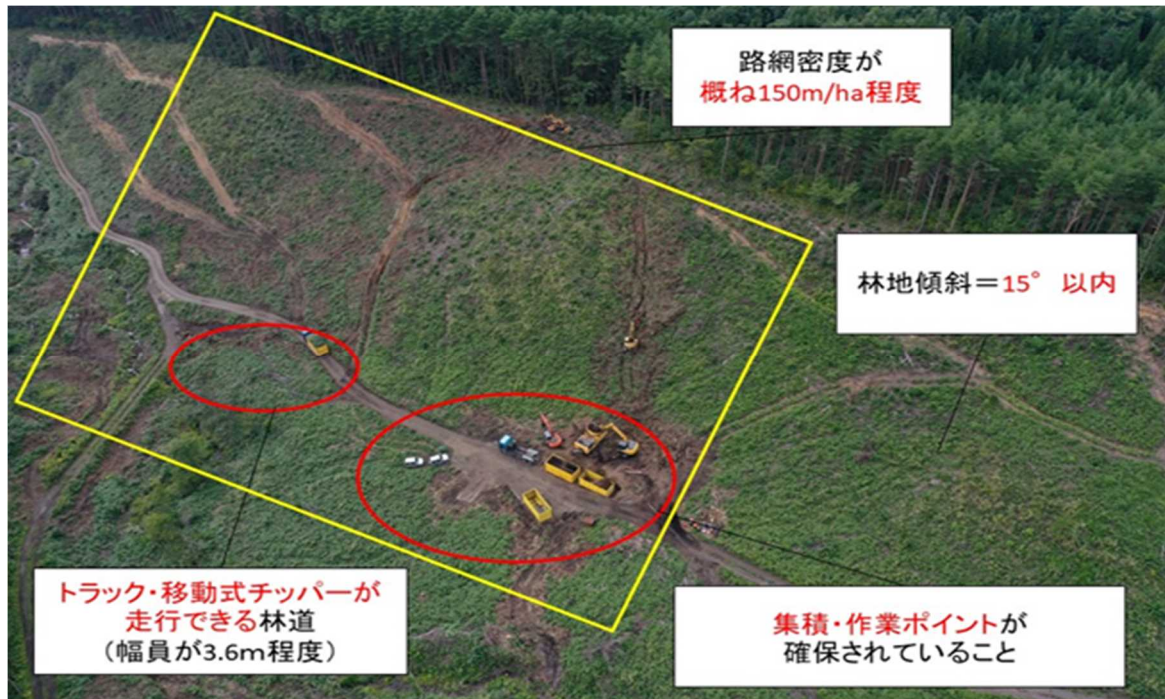 路網密度が
概ね150m/ha程度
林地傾斜＝15° 以内
トラック・移動式チッパーが
走行できる林道
（幅員が3.6m程度）
集積・作業ポイントが
確保されていること